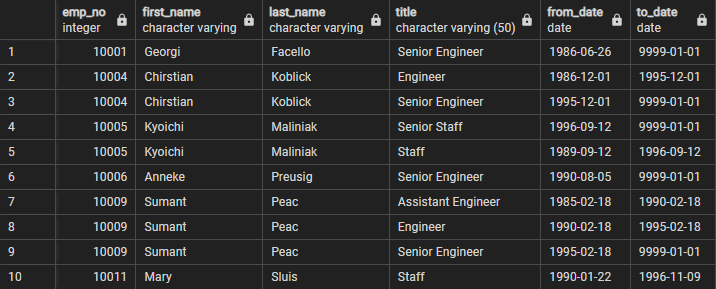 emp_no first_name last_name title from_date to_date
integer character varying character varying character varying (50) date date
1 10001 Georgi Facello Senior Engineer 1986-06-26 9999-01-01
2 10004 Chirstian Koblick Engineer 1986-12-01 1995-12-01
3 10004 Chirstian Koblick Senior Engineer 1995-12-01 9999-01-01
4 10005 Kyoichi Maliniak Senior Staff 1996-09-12 9999-01-01
5 10005 Kyoichi Maliniak Staff 1989-09-12 1996-09-12
6 10006 Anneke Preusig Senior Engineer 1990-08-05 9999-01-01
7 10009 Sumant Peac Assistant Engineer 1985-02-18 1990-02-18
8 10009 Sumant Peac Engineer 1990-02-18 1995-02-18
9 10009 Sumant Peac Senior Engineer 1995-02-18 9999-01-01
10 10011 Mary Sluis Staff 1990-01-22 1996-11-09